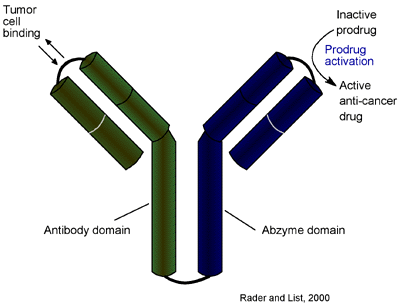 Tumor
cell
binding
Inactive
prodrug
Prodrug
activation
Active
anti-cancer
drug
Antibody domain
Abzyme domain
Rader and List, 2000